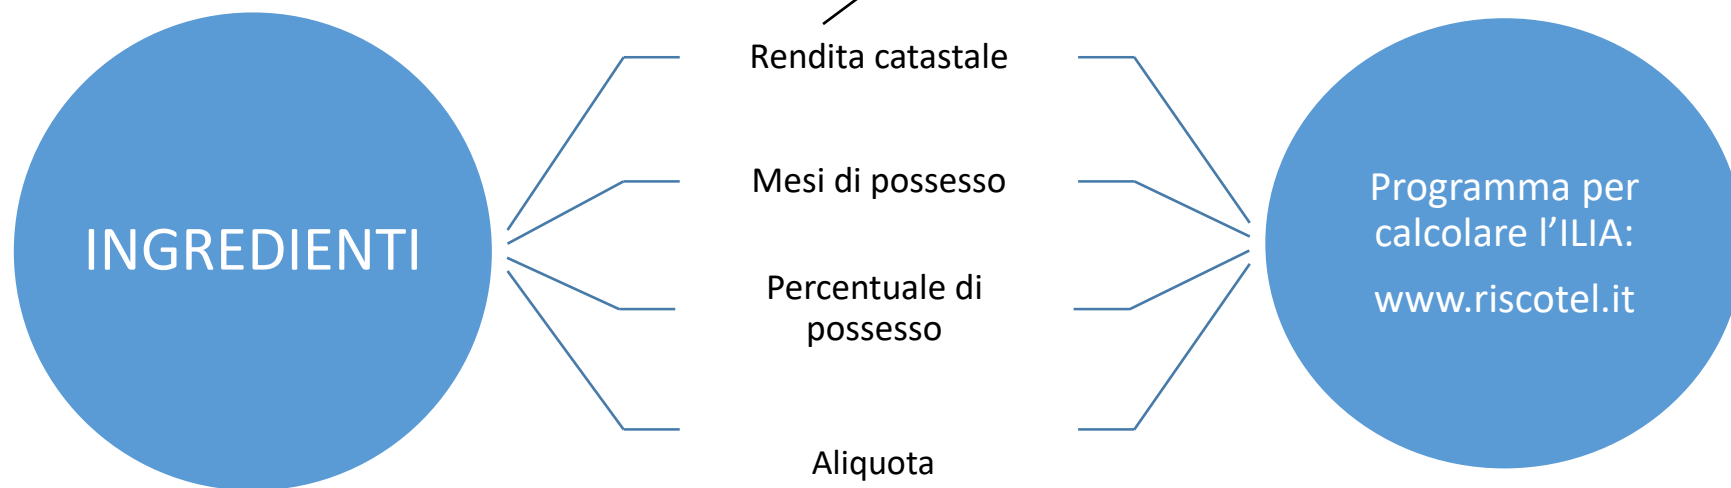 INGREDIENTI
Rendita catastale
Mesi di possesso
Percentuale di
possesso
Aliquota
Programma per
calcolare l’ILIA:
www.riscotel.it